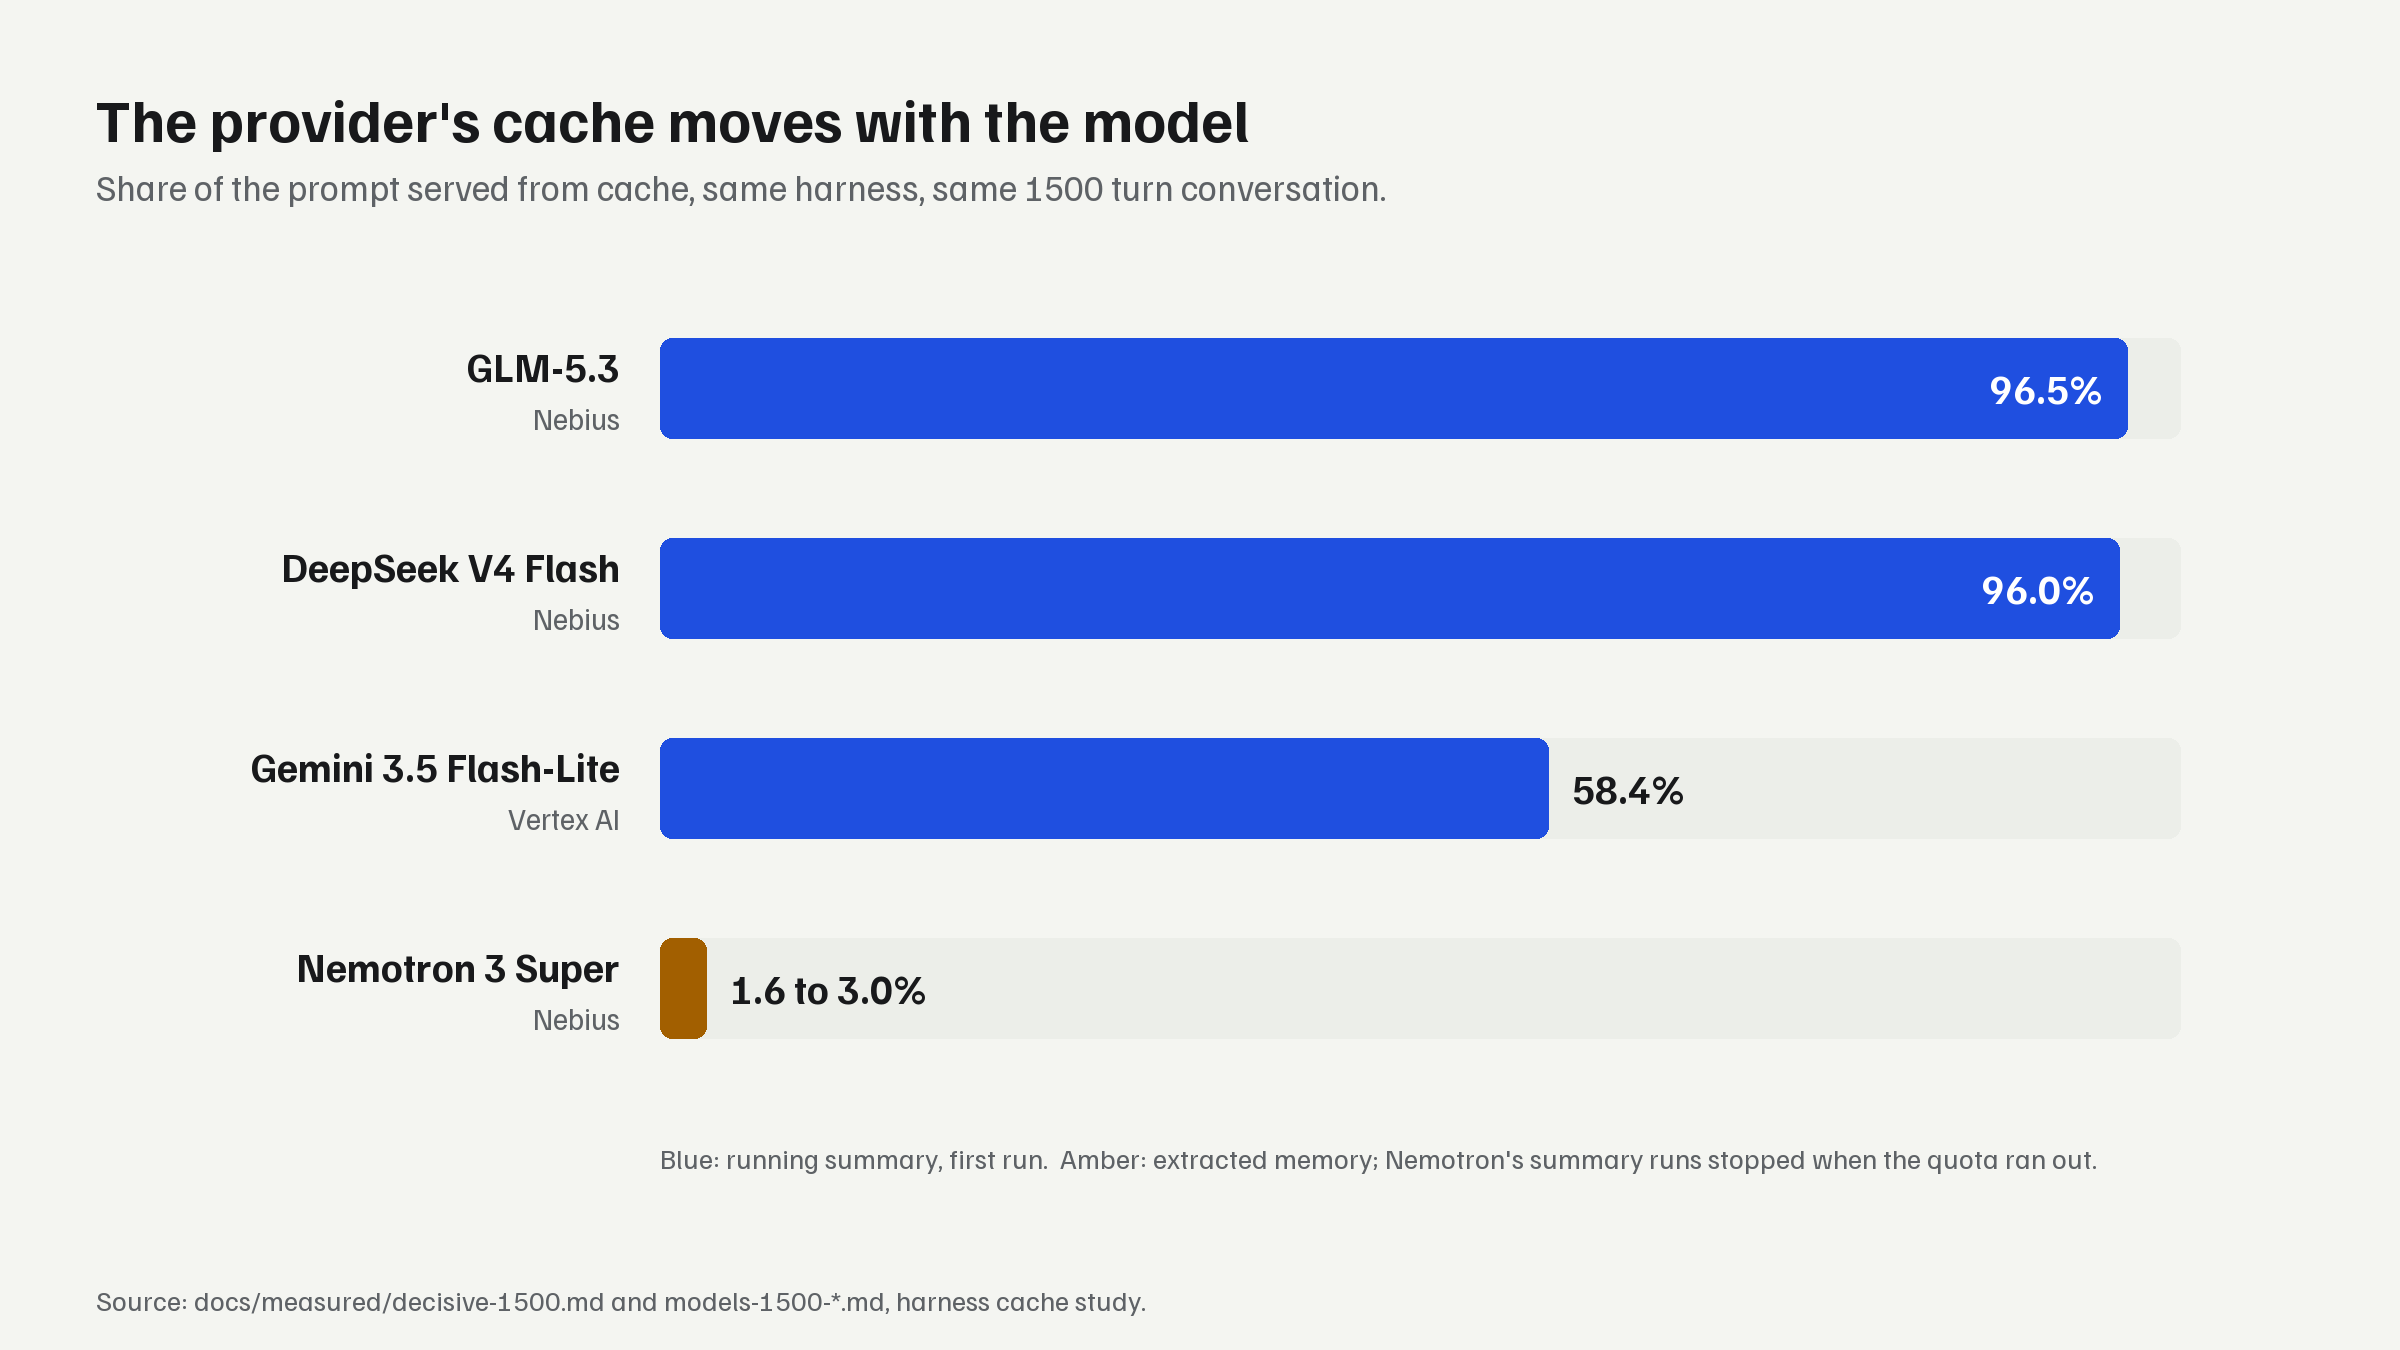 The provider's cache moves with the model
Share of the prompt served from cache, same harness, same 1500 turn conversation.
GLM-5.3
Nebius
96.5%
DeepSeek V4 Flash
Nebius
96.0%
Gemini 3.5 Flash-Lite
Vertex AI
58.4%
Nemotron 3 Super
Nebius
1.6 to 3.0%
Blue: running summary, first run.  Amber: extracted memory; Nemotron's summary runs stopped when the quota ran out.
Source: docs/measured/decisive-1500.md and models-1500-*.md, harness cache study.